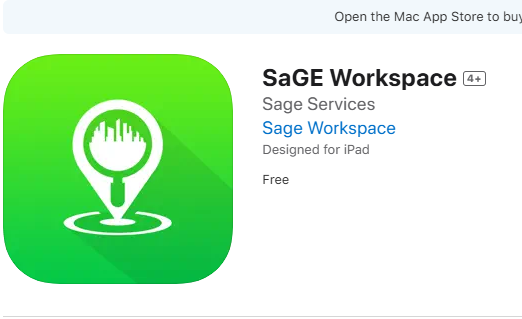 Open the Mac App Store to buy
SaGE Workspace 4+
Sage Services
Sage Workspace
Designed for iPad
Free